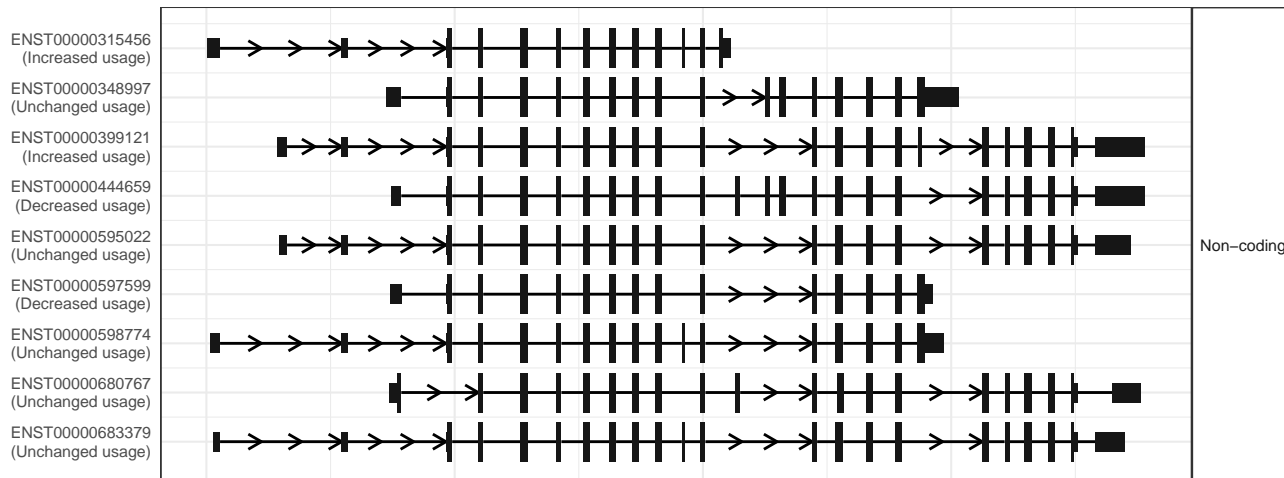 ENST00000315456
(Increased usage)
ENST00000348997
(Unchanged usage)
ENST00000399121
(Increased usage)
ENST00000444659
(Decreased usage)
ENST00000595022
(Unchanged usage)
ENST00000597599
(Decreased usage)
ENST00000598774
(Unchanged usage)
ENST00000680767
(Unchanged usage)
ENST00000683379
(Unchanged usage)
Non−coding